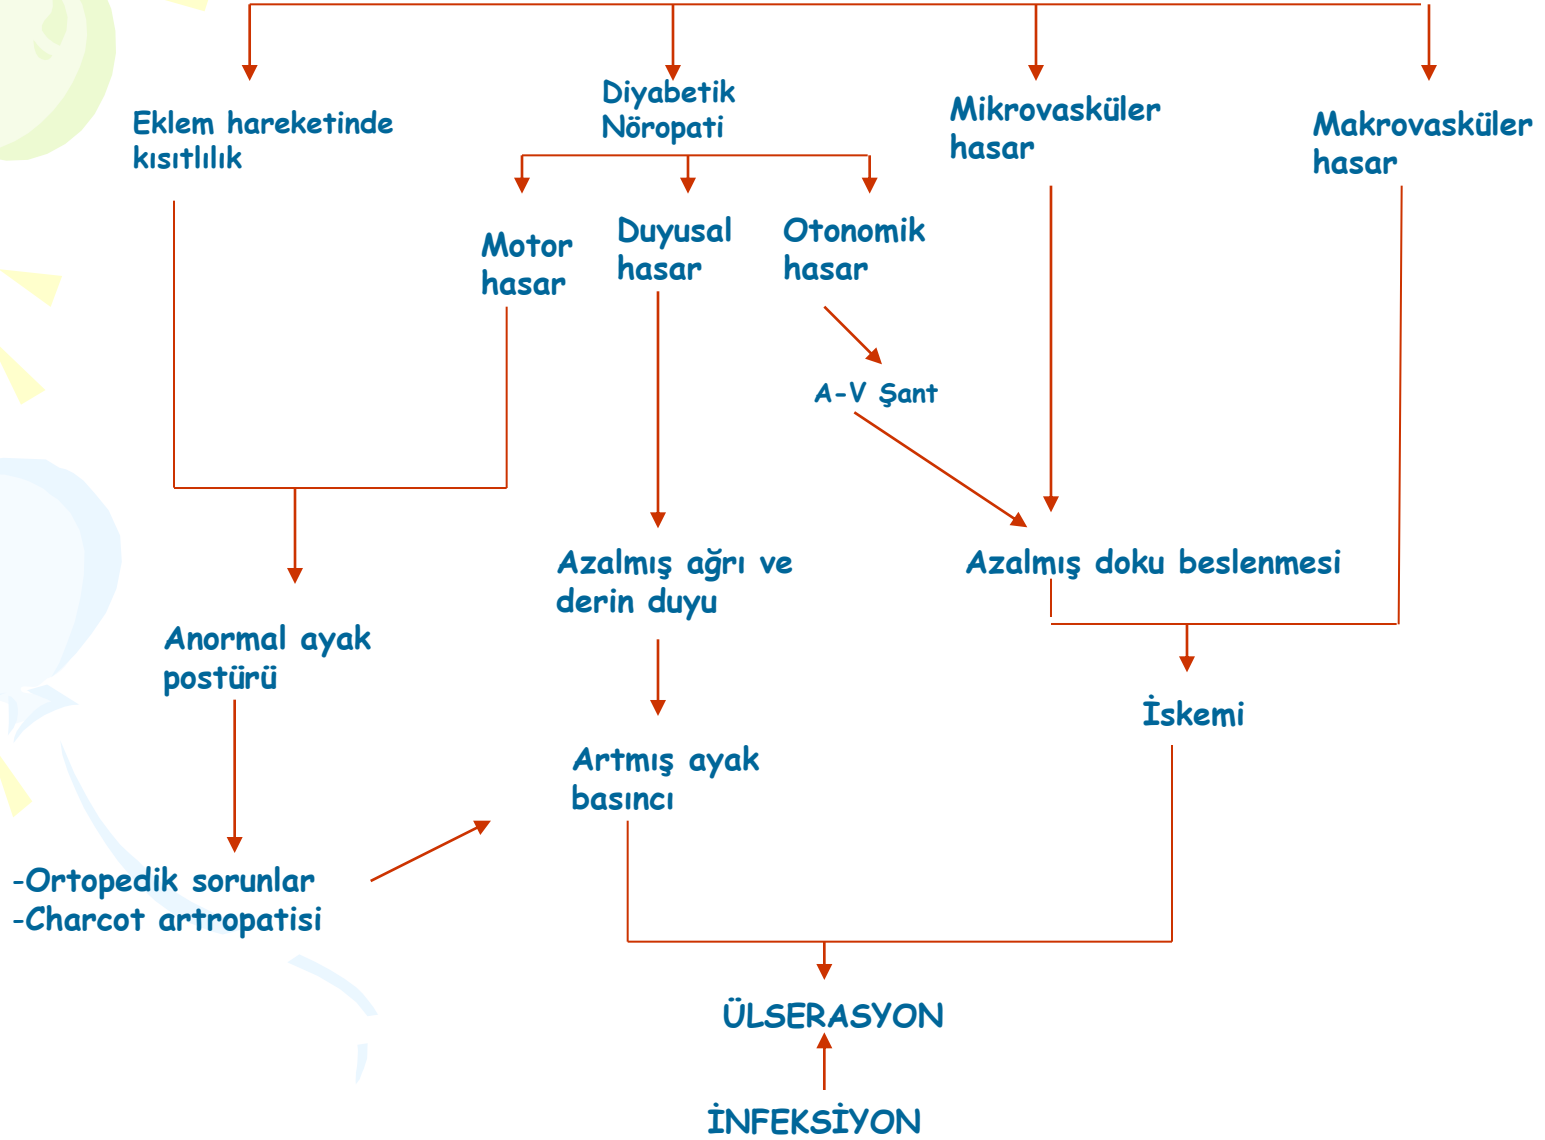 Diyabetik
Nöropati
Eklem hareketinde
kısıtlılık
Mikrovasküler
hasar
Makrovasküler
hasar
Motor
hasar
Duyusal
hasar
Otonomik
hasar
A-V Şant
Azalmış ağrı ve
derin duyu
Azalmış doku beslenmesi
Anormal ayak
postürü
İskemi
Artmış ayak
basıncı
-Ortopedik sorunlar
-Charcot artropatisi
ÜLSERASYON
İNFEKSİYON